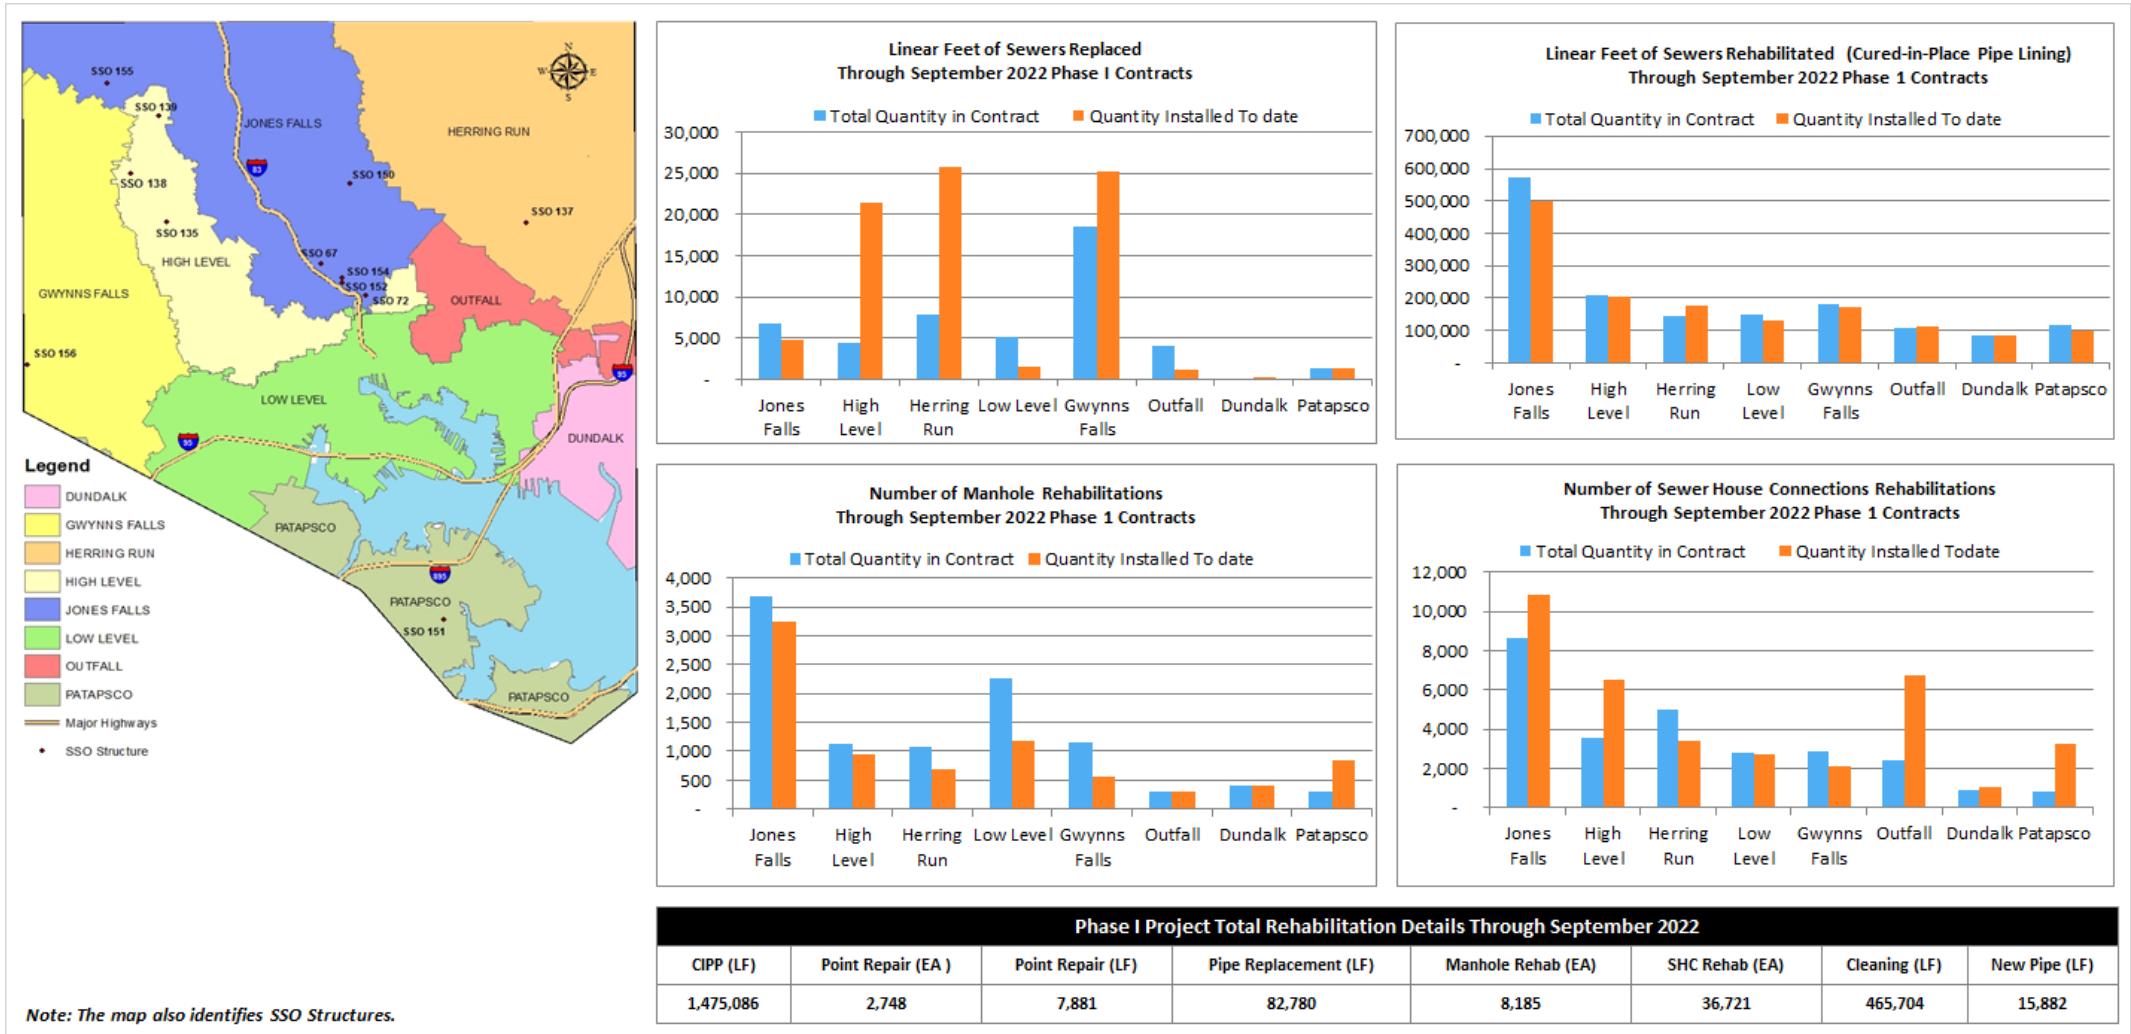 N
W E
S
SSO 155
SSO 139
JONES FALLS
HERRING RUN
83
SSO 150
SSO 138
SSO 137
SSO 135
SSO 67
HIGH LEVEL
SSO 154
SSO 152
GWYNNS FALLS
SSO 72
OUTFALL
SSO 156
95
LOW LEVEL
DUNDALK
95
PATAPSCO
895
PATAPSCO
SSO 151
PATAPSCO
Legend
DUNDALK
GWYNNS FALLS
HERRING RUN
HIGH LEVEL
JONES FALLS
LOW LEVEL
OUTFALL
PATAPSCO
Major Highways
SSO Structure
Note: The map also identifies SSO Structures.
Linear Feet of Sewers Replaced
Through September 2022 Phase I Contracts
Total Quantity in Contract Quantity Installed To date
30,000
25,000
20,000
15,000
10,000
5,000
-
Jones High Herring Low Level Gwynns Outfall Dundalk Patapsco
Falls Level Run Falls
Linear Feet of Sewers Rehabilitated (Cured-in-Place Pipe Lining)
Through September 2022 Phase 1 Contracts
Total Quantity in Contract Quantity Installed To date
700,000
600,000
500,000
400,000
300,000
200,000
100,000
-
Jones High Herring Low Gwynns Outfall Dundalk Patapsco
Falls Level Run Level Falls
Number of Manhole Rehabilitations
Through September 2022 Phase 1 Contracts
Total Quantity in Contract Quantity Installed To date
4,000
3,500
3,000
2,500
2,000
1,500
1,000
500
-
Jones High Herring Low Level Gwynns Outfall Dundalk Patapsco
Falls Level Run Falls
Number of Sewer House Connections Rehabilitations
Through September 2022 Phase 1 Contracts
Total Quantity in Contract Quantity Installed Todate
12,000
10,000
8,000
6,000
4,000
2,000
-
Jones High Herring Low Gwynns Outfall Dundalk Patapsco
Falls Level Run Level Falls
Phase I Project Total Rehabilitation Details Through September 2022
CIPP (LF) Point Repair (EA ) Point Repair (LF) Pipe Replacement (LF) Manhole Rehab (EA) SHC Rehab (EA) Cleaning (LF) New Pipe (LF)
1,475,086 2,748 7,881 82,780 8,185 36,721 465,704 15,882